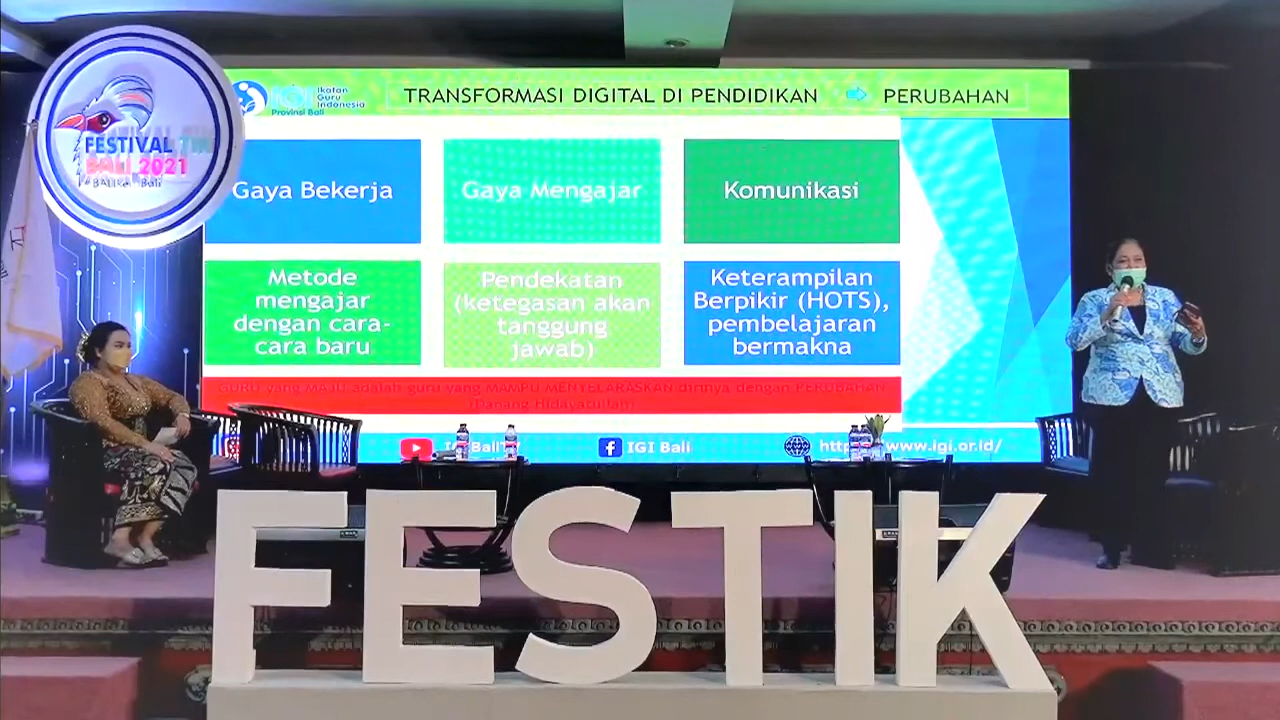 FESTIVAL
BALI 2021
IGI
Ikatan
Guru
Indonesia
Provinsi Bali
TRANSFORMASI DIGITAL DI PENDIDIKAN
PERUBAHAN
Gaya Bekerja
Gaya Mengajar
Komunikasi
Metode
mengajar
dengan cara-
cara baru
Pendekatan
(ketegasan akan
tanggung
jawab)
Keterampilan
Berpikir (HOTS),
pembelajaran
bermakna
GURU yang MAJU adalah guru yang MAMPU MENYELARASKAN dirinya dengan PERUBAHAN
(Danang Hidayatullah)
IGI Bali
www.igi.or.id/
FESTIK